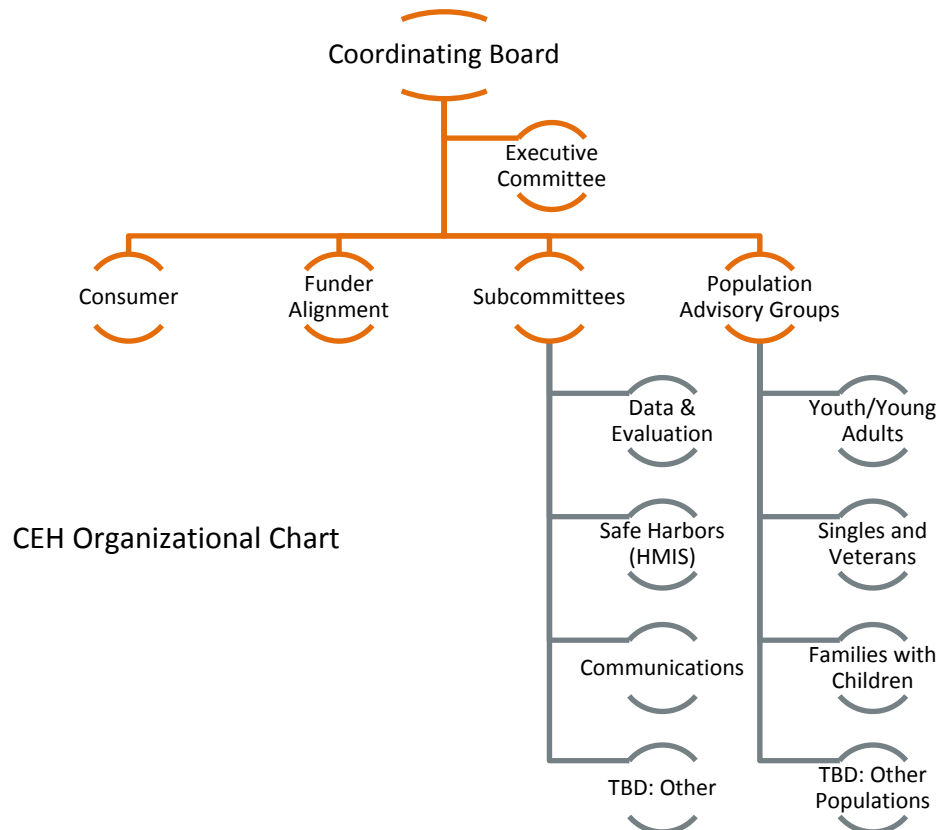 Coordinating Board
Executive
Committee
Consumer
Funder
Alignment
Subcommittees
Population
Advisory Groups
Data &
Evaluation
Safe Harbors
(HMIS)
Communications
TBD: Other
Youth/Young
Adults
Singles and
Veterans
Families with
Children
TBD: Other
Populations
CEH Organizational Chart